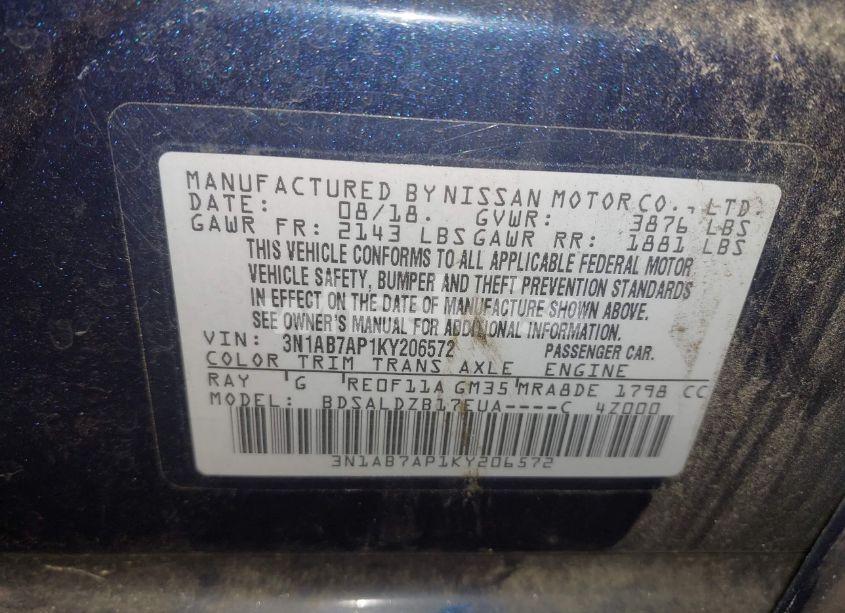 MANUFACTURED BY NISSAN MOTOR CO., LTD.
DATE: 08/18. GVWR: 3876 LBS
GAWR FR: 2143 LBS GAWR RR: 1881 LBS
THIS VEHICLE CONFORMS TO ALL APPLICABLE FEDERAL MOTOR
VEHICLE SAFETY, BUMPER AND THEFT PREVENTION STANDARDS
IN EFFECT ON THE DATE OF MANUFACTURE SHOWN ABOVE.
SEE OWNER'S MANUAL FOR ADDITIONAL INFORMATION.
VIN: 3N1AB7AP1KY206572 PASSENGER CAR.
COLOR TRIM TRANS AXLE ENGINE
RAY G RE0F11A GM35 MRA8DE 1798 CC
MODEL: BDSALDZB17EUA----C 4Z000
3N1AB7AP1KY206572